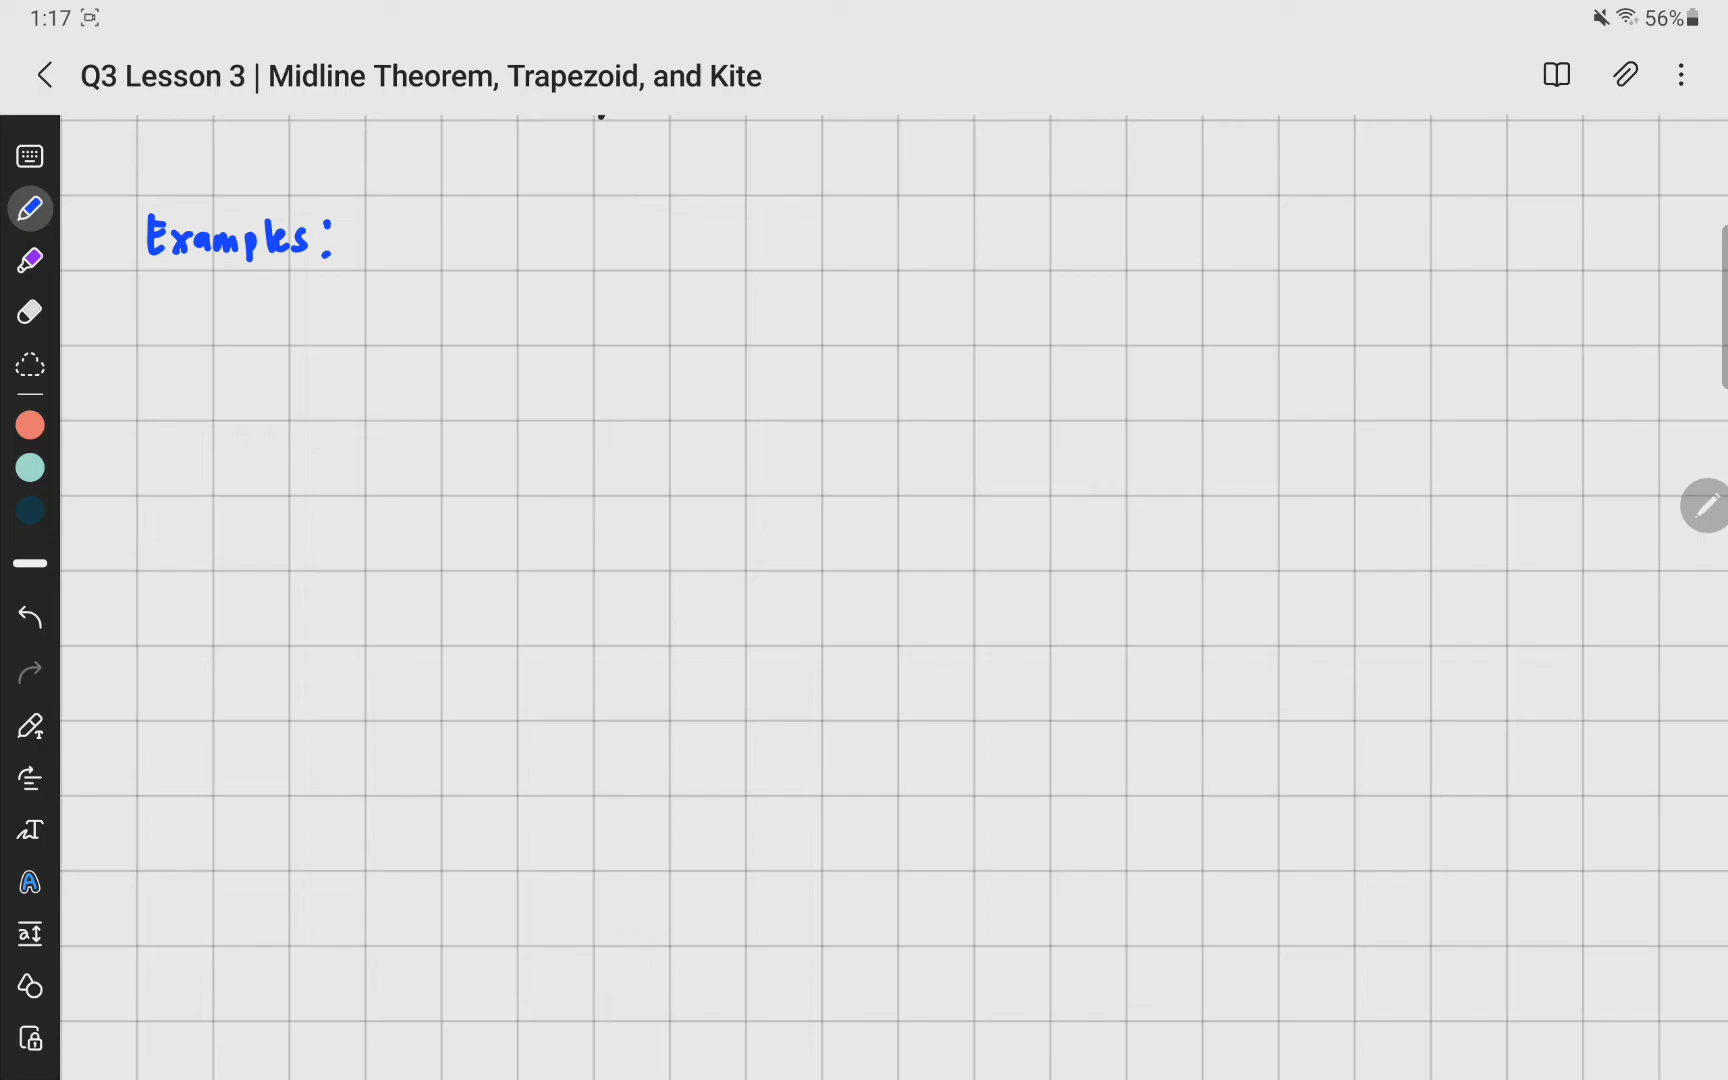 1:17 56%
Q3 Lesson 3 | Midline Theorem, Trapezoid, and Kite
Examples: